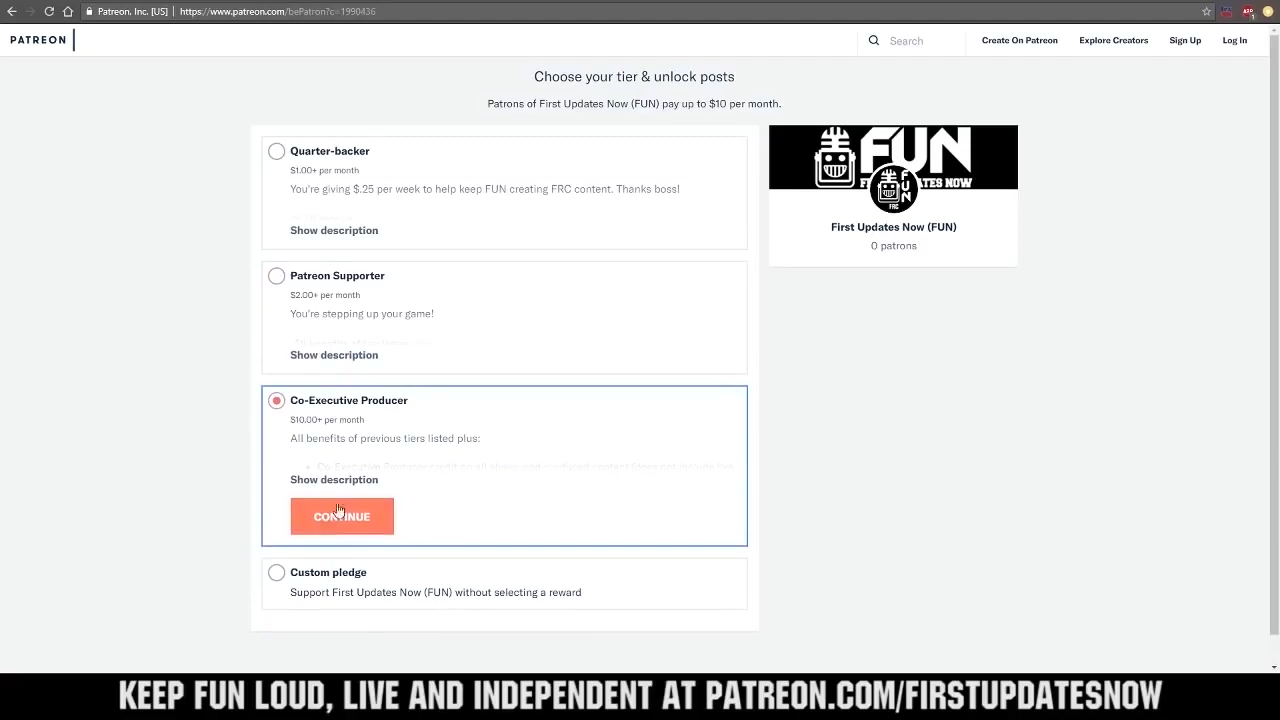 Patreon, Inc. [US] | https://www.patreon.com/bePatron?c=1990436
PATREON
Search
Create On Patreon
Explore Creators
Sign Up
Log In
Choose your tier & unlock posts
Patrons of First Updates Now (FUN) pay up to $10 per month.
Quarter-backer
$1.00+ per month
You're giving $.25 per week to help keep FUN creating FRC content. Thanks boss!
Show description
Patreon Supporter
$2.00+ per month
You're stepping up your game!
Show description
Co-Executive Producer
$10.00+ per month
All benefits of previous tiers listed plus:
Show description
CONTINUE
Custom pledge
Support First Updates Now (FUN) without selecting a reward
FUN
FUN
FRC
First Updates Now (FUN)
0 patrons
KEEP FUN LOUD, LIVE AND INDEPENDENT AT PATREON.COM/FIRSTUPDATESNOW